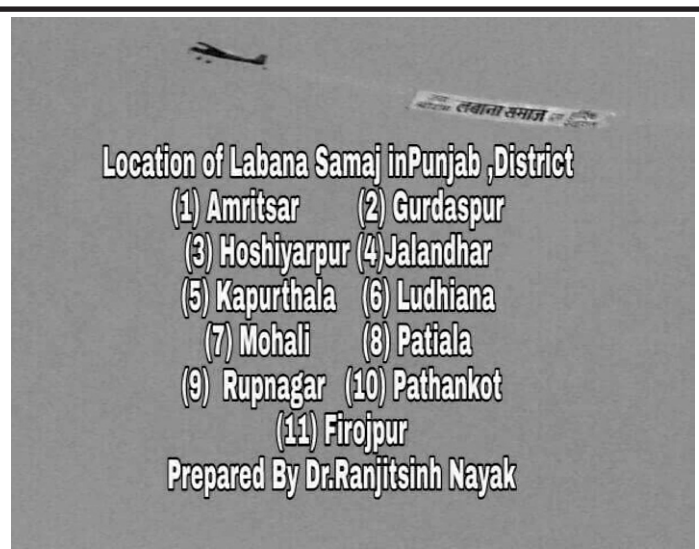 लबाना समाज
Location of Labana Samaj inPunjab ,District
(1) Amritsar (2) Gurdaspur
(3) Hoshiyarpur (4)Jalandhar
(5) Kapurthala (6) Ludhiana
(7) Mohali (8) Patiala
(9) Rupnagar (10) Pathankot
(11) Firojpur
Prepared By Dr.Ranjitsinh Nayak